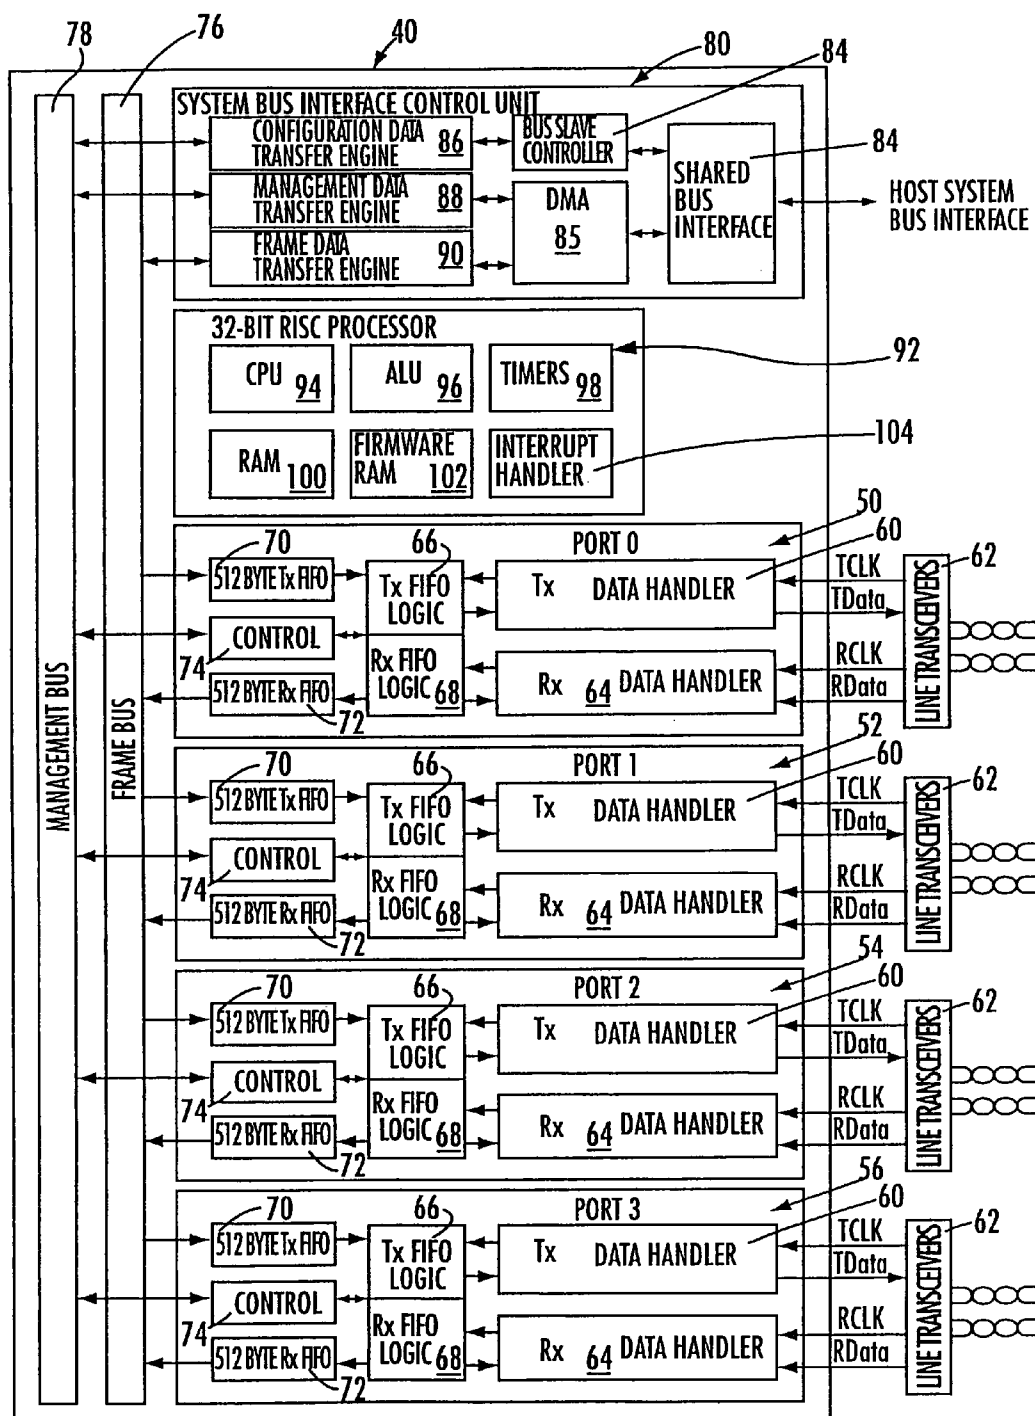 78
76
40
80
84
SYSTEM BUS INTERFACE CONTROL UNIT
CONFIGURATION DATA
TRANSFER ENGINE 86
BUS SLAVE
CONTROLLER
MANAGEMENT DATA
TRANSFER ENGINE 88
FRAME DATA
TRANSFER ENGINE 90
DMA
85
SHARED
BUS
INTERFACE
84
HOST SYSTEM
BUS INTERFACE
32-BIT RISC PROCESSOR
92
CPU 94
ALU 96
TIMERS 98
RAM 100
FIRMWARE
RAM 102
INTERRUPT
HANDLER
104
MANAGEMENT BUS
FRAME BUS
PORT 0
50
70
66
60
62
512 BYTE Tx FIFO
Tx FIFO
LOGIC
Tx DATA HANDLER
TCLK
TData
LINE TRANSCEIVERS
CONTROL
74
Rx FIFO
LOGIC 68
Rx 64 DATA HANDLER
RCLK
RData
512 BYTE Rx FIFO
72
PORT 1
52
70
66
60
62
512 BYTE Tx FIFO
Tx FIFO
LOGIC
Tx DATA HANDLER
TCLK
TData
LINE TRANSCEIVERS
CONTROL
74
Rx FIFO
LOGIC 68
Rx 64 DATA HANDLER
RCLK
RData
512 BYTE Rx FIFO
72
PORT 2
54
70
66
60
62
512 BYTE Tx FIFO
Tx FIFO
LOGIC
Tx DATA HANDLER
TCLK
TData
LINE TRANSCEIVERS
CONTROL
74
Rx FIFO
LOGIC 68
Rx 64 DATA HANDLER
RCLK
RData
512 BYTE Rx FIFO
72
PORT 3
56
70
66
60
62
512 BYTE Tx FIFO
Tx FIFO
LOGIC
Tx DATA HANDLER
TCLK
TData
LINE TRANSCEIVERS
CONTROL
74
Rx FIFO
LOGIC 68
Rx 64 DATA HANDLER
RCLK
RData
512 BYTE Rx FIFO
72